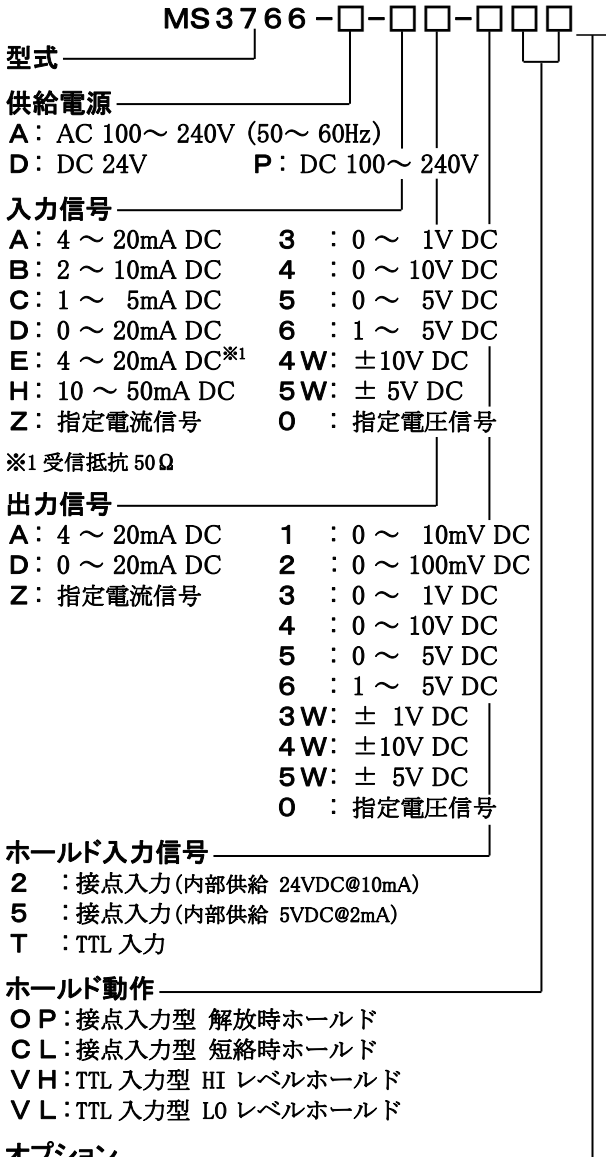 MS3766-□-□□-□□□
型式
供給電源
A: AC 100～ 240V (50～ 60Hz)
D: DC 24V P: DC 100～ 240V
入力信号
A: 4 ～ 20mA DC 3 : 0 ～ 1V DC
B: 2 ～ 10mA DC 4 : 0 ～ 10V DC
C: 1 ～ 5mA DC 5 : 0 ～ 5V DC
D: 0 ～ 20mA DC 6 : 1 ～ 5V DC
E: 4 ～ 20mA DC※1 4W: ±10V DC
H: 10 ～ 50mA DC 5W: ± 5V DC
Z: 指定電流信号 0 : 指定電圧信号
※1 受信抵抗 50Ω
出力信号
A: 4 ～ 20mA DC 1 : 0 ～ 10mV DC
D: 0 ～ 20mA DC 2 : 0 ～ 100mV DC
Z: 指定電流信号 3 : 0 ～ 1V DC
4 : 0 ～ 10V DC
5 : 0 ～ 5V DC
6 : 1 ～ 5V DC
3W: ± 1V DC
4W: ±10V DC
5W: ± 5V DC
0 : 指定電圧信号
ホールド入力信号
2 :接点入力(内部供給 24VDC@10mA)
5 :接点入力(内部供給 5VDC@2mA)
T :TTL 入力
ホールド動作
OP:接点入力型 解放時ホールド
CL:接点入力型 短絡時ホールド
VH:TTL 入力型 HI レベルホールド
VL:TTL 入力型 LO レベルホールド
オプション